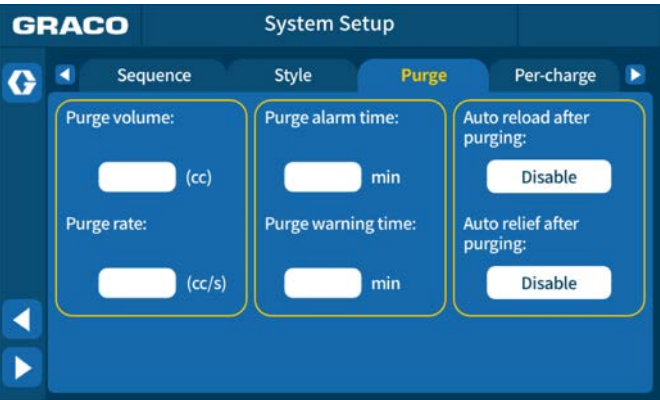 GRACO
System Setup
Sequence
Style
Purge
Per-charge
Purge volume:
(cc)
Purge rate:
(cc/s)
Purge alarm time:
min
Purge warning time:
min
Auto reload after
purging:
Disable
Auto relief after
purging:
Disable